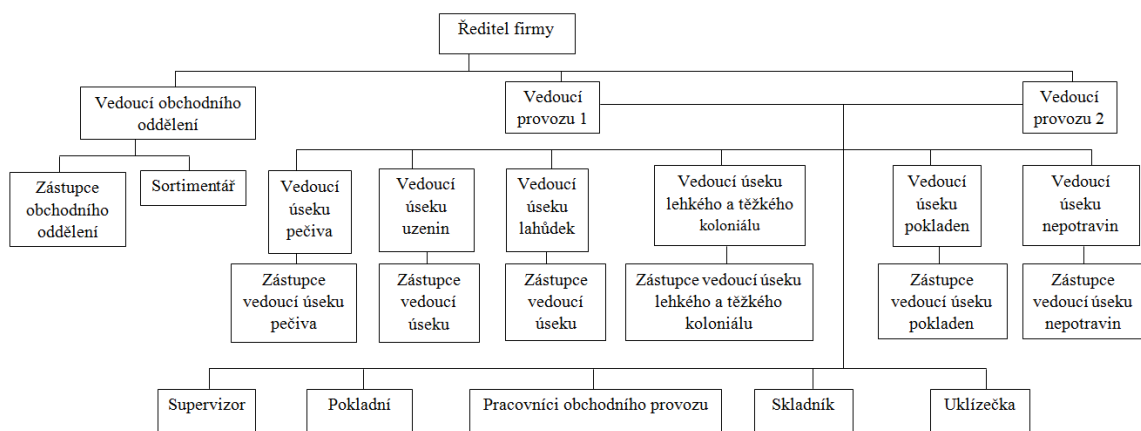 Ředitel firmy
Vedoucí obchodního
oddělení
Vedoucí
provozu 1
Vedoucí
provozu 2
Zástupce
obchodního
oddělení
Sortimentář
Vedoucí
úseku
pečiva
Vedoucí
úseku
uzenin
Vedoucí
úseku
lahůdek
Vedoucí úseku
lehkého a těžkého
koloniálu
Vedoucí
úseku
pokladen
Vedoucí
úseku
nepotravin
Zástupce
vedoucí úseku
pečiva
Zástupce
vedoucí
úseku
Zástupce
vedoucí
úseku
Zástupce vedoucí úseku
lehkého a těžkého
koloniálu
Zástupce
vedoucí úseku
pokladen
Zástupce
vedoucí úseku
nepotravin
Supervizor
Pokladní
Pracovníci obchodního provozu
Skladník
Uklízečka